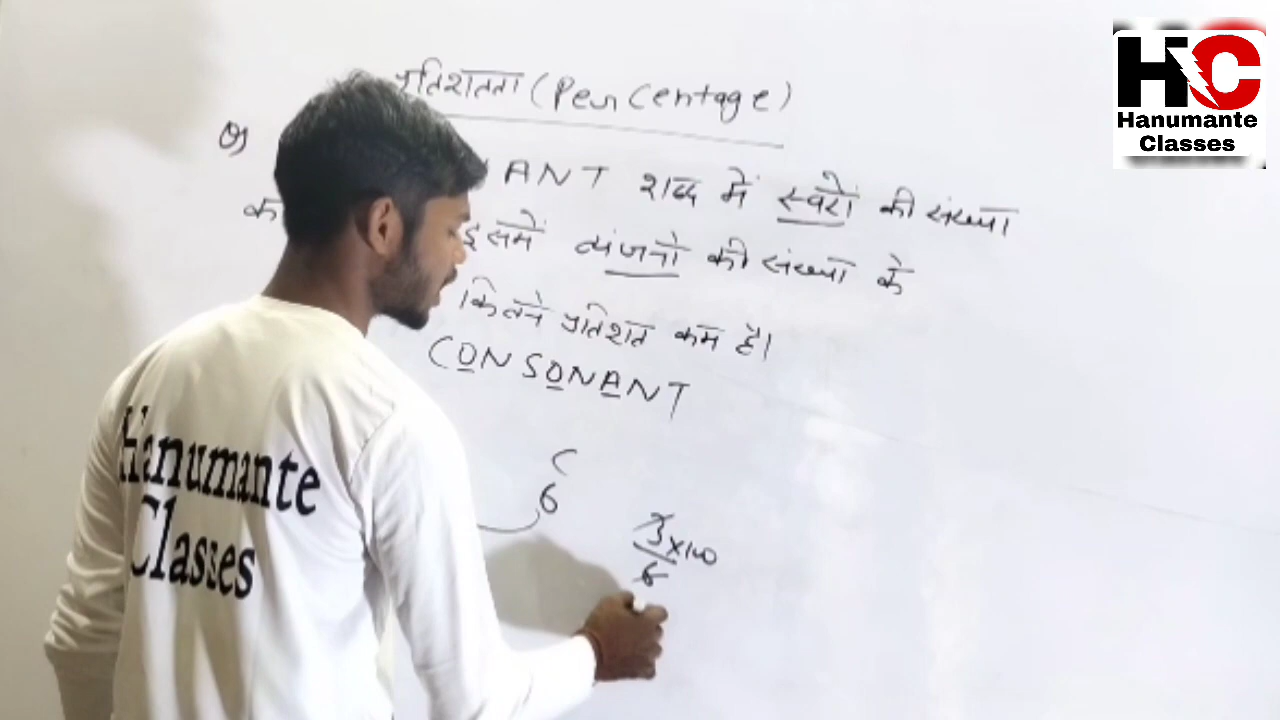 प्रतिशतता (Percentage)
Q)
ANT शब्द में स्वरों की संख्या
इसमें व्यंजनों की संख्या के
कितने प्रतिशत कम है।
CONSONANT
C
6
3 × 100
6
Hanumante
Classes
HC
Hanumante
Classes